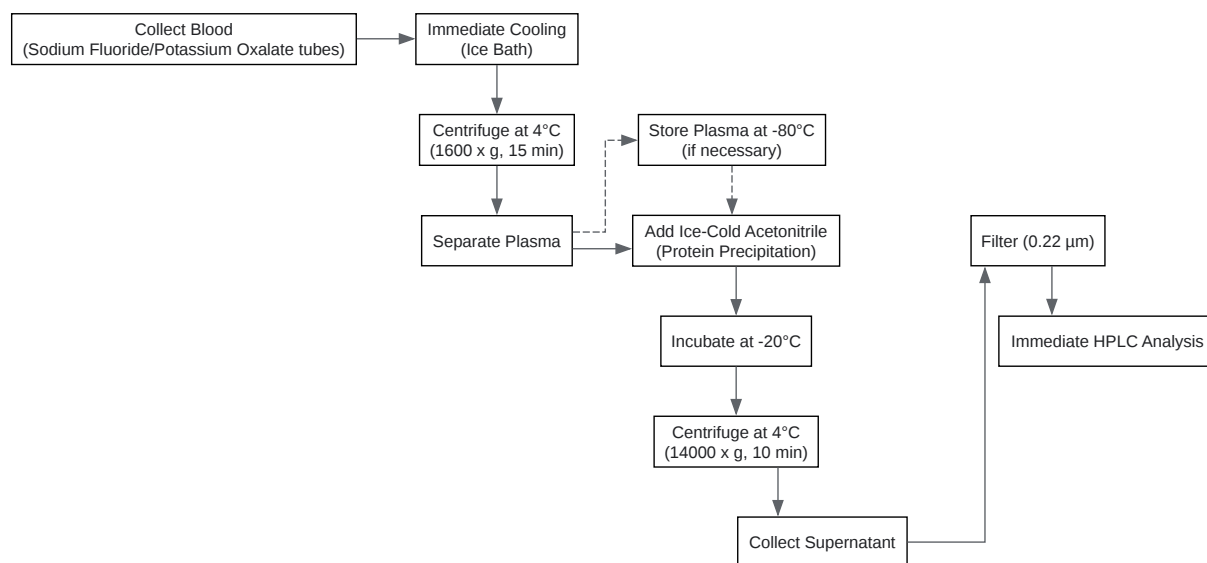 Collect Blood
(Sodium Fluoride/Potassium Oxalate tubes)
Immediate Cooling
(Ice Bath)
Centrifuge at 4°C
(1600 x g, 15 min)
Store Plasma at -80°C
(if necessary)
Separate Plasma
Add Ice-Cold Acetonitrile
(Protein Precipitation)
Incubate at -20°C
Centrifuge at 4°C
(14000 x g, 10 min)
Collect Supernatant
Filter (0.22 µm)
Immediate HPLC Analysis